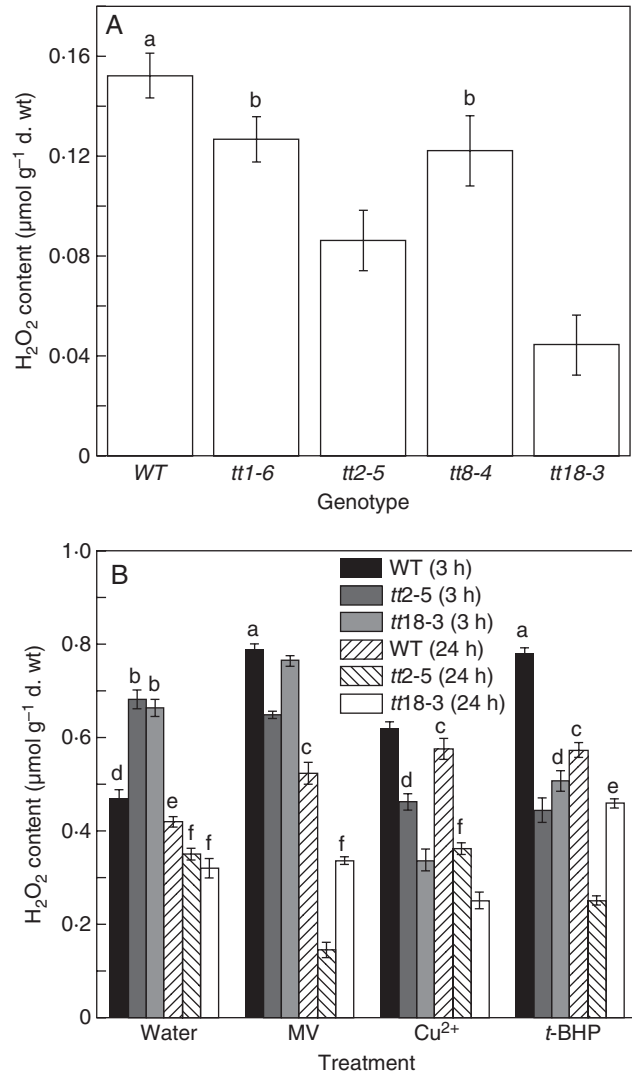 A
H₂O₂ content (μmol g⁻¹ d. wt)
0·16
0·12
0·08
0·04
0
a
b
b
WT tt1-6 tt2-5 tt8-4 tt18-3
Genotype
B
H₂O₂ content (μmol g⁻¹ d. wt)
1·0
0·8
0·6
0·4
0·2
0
WT (3 h)
tt2-5 (3 h)
tt18-3 (3 h)
WT (24 h)
tt2-5 (24 h)
tt18-3 (24 h)
d b b e f f
a c f
d c f
a d c e
Water MV Cu²⁺ t-BHP
Treatment